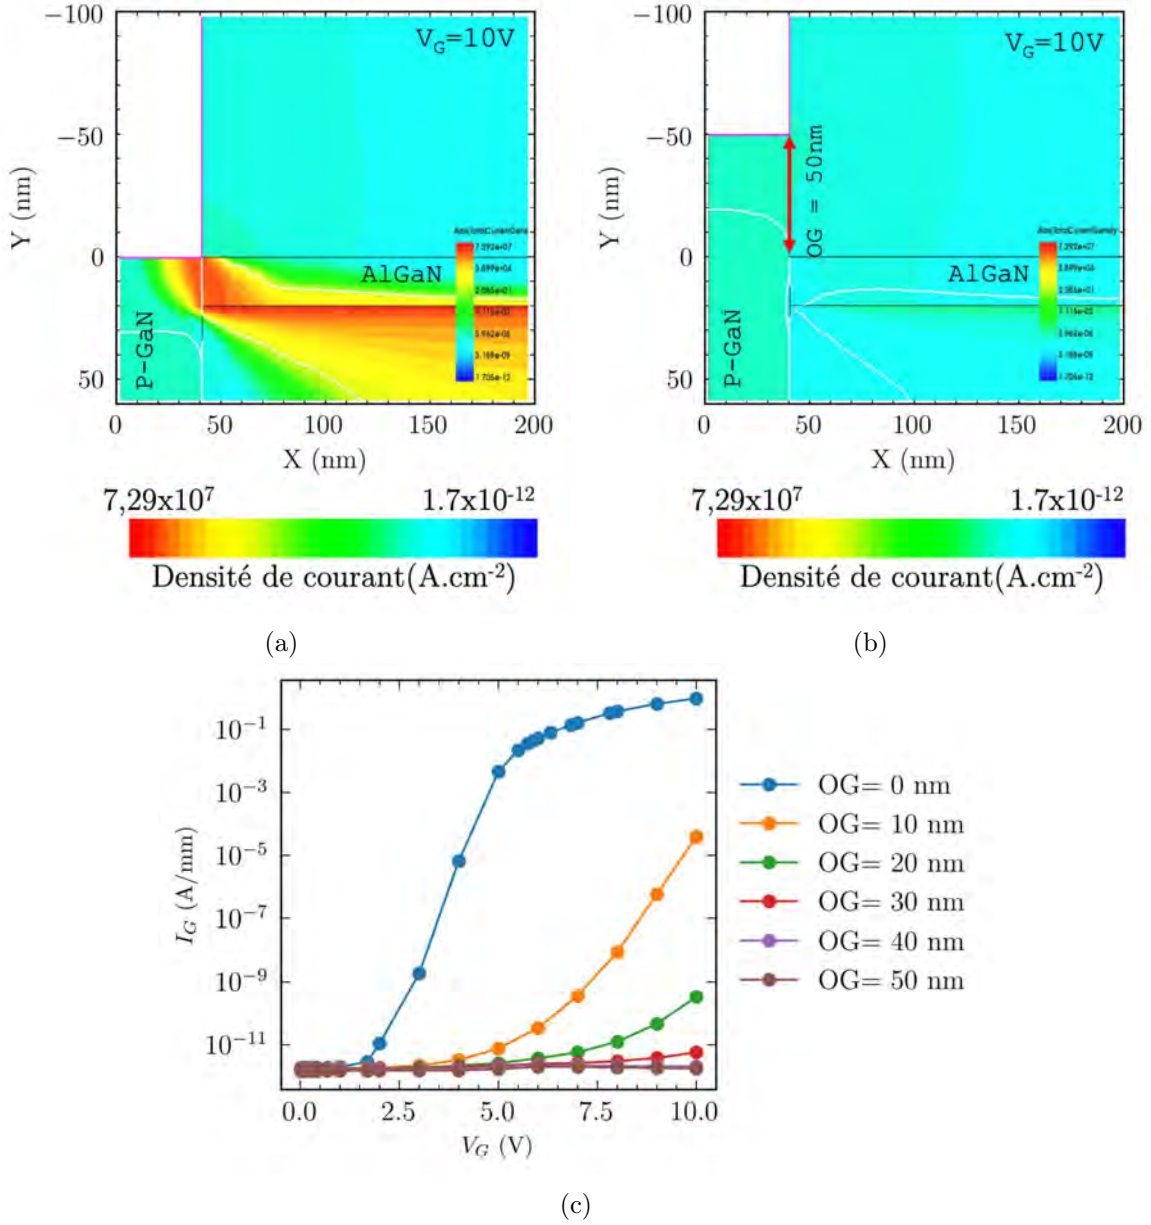 −100
−50
0
50
Y (nm)
V_G=10V
AlGaN
P-GaN
0 50 100 150 200
X (nm)
7,29x10^7 1.7x10^-12
Densité de courant(A.cm^-2)
(a)
−100
−50
0
50
Y (nm)
V_G=10V
OG = 50nm
AlGaN
P-GaN
0 50 100 150 200
X (nm)
7,29x10^7 1.7x10^-12
Densité de courant(A.cm^-2)
(b)
10^−1
10^−3
10^−5
10^−7
10^−9
10^−11
I_G (A/mm)
0.0 2.5 5.0 7.5 10.0
V_G (V)
OG= 0 nm
OG= 10 nm
OG= 20 nm
OG= 30 nm
OG= 40 nm
OG= 50 nm
(c)